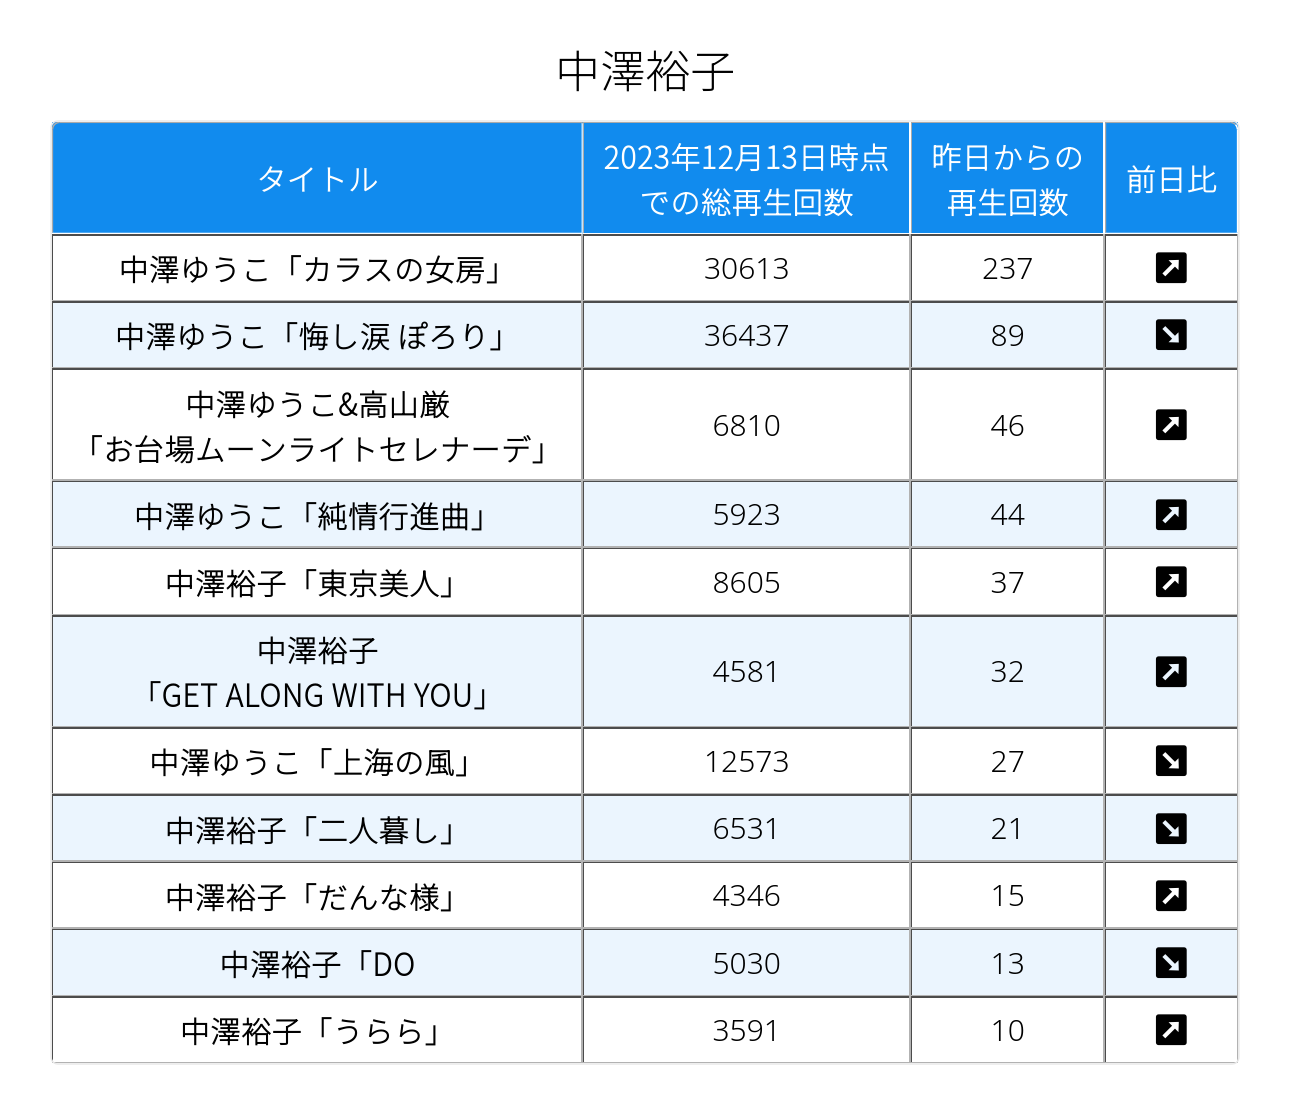 中澤裕子
タイトル
2023年12月13日時点
での総再生回数
昨日からの
再生回数
前日比
中澤ゆうこ「カラスの女房」
30613
237
中澤ゆうこ「悔し涙 ぽろり」
36437
89
中澤ゆうこ&高山厳
「お台場ムーンライトセレナーデ」
6810
46
中澤ゆうこ「純情行進曲」
5923
44
中澤裕子「東京美人」
8605
37
中澤裕子
「GET ALONG WITH YOU」
4581
32
中澤ゆうこ「上海の風」
12573
27
中澤裕子「二人暮し」
6531
21
中澤裕子「だんな様」
4346
15
中澤裕子「DO
5030
13
中澤裕子「うらら」
3591
10